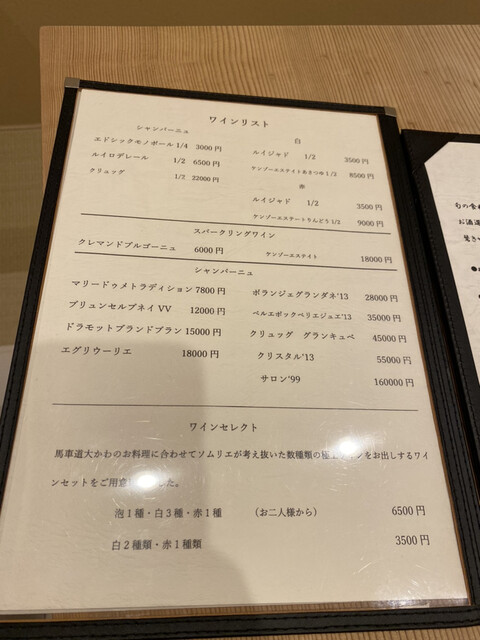 ワインリスト
シャンパーニュ
エドシックモノポール 1/4 3000円
ルイロデレール 1/2 6500円
クリュッグ 1/2 22000円
白
ルイジャド 1/2 3500円
ケンゾーエステイトあさつゆ 1/2 8500円
赤
ルイジャド 1/2 3500円
ケンゾーエステートりんどう 1/2 9000円
スパークリングワイン
クレマンドブルゴーニュ 6000円 ケンゾーエステイト 18000円
シャンパーニュ
マリードゥメトラディション 7800円
ブリュンセルブネイ VV 12000円
ドラモットブランドブラン 15000円
エグリウーリエ 18000円
ボランジェグランダネ'13 28000円
ベルエポックペリエジュエ'13 35000円
クリュッグ グランキュベ 45000円
クリスタル'13 55000円
サロン'99 160000円
ワインセレクト
馬車道大かわのお料理に合わせてソムリエが考え抜いた数種類の インをお出しするワイ
ンセットをご用意 した。
泡1種・白3種・赤1種 (お二人様から) 6500円
白2種類・赤1種類 3500円
旬の食
お酒